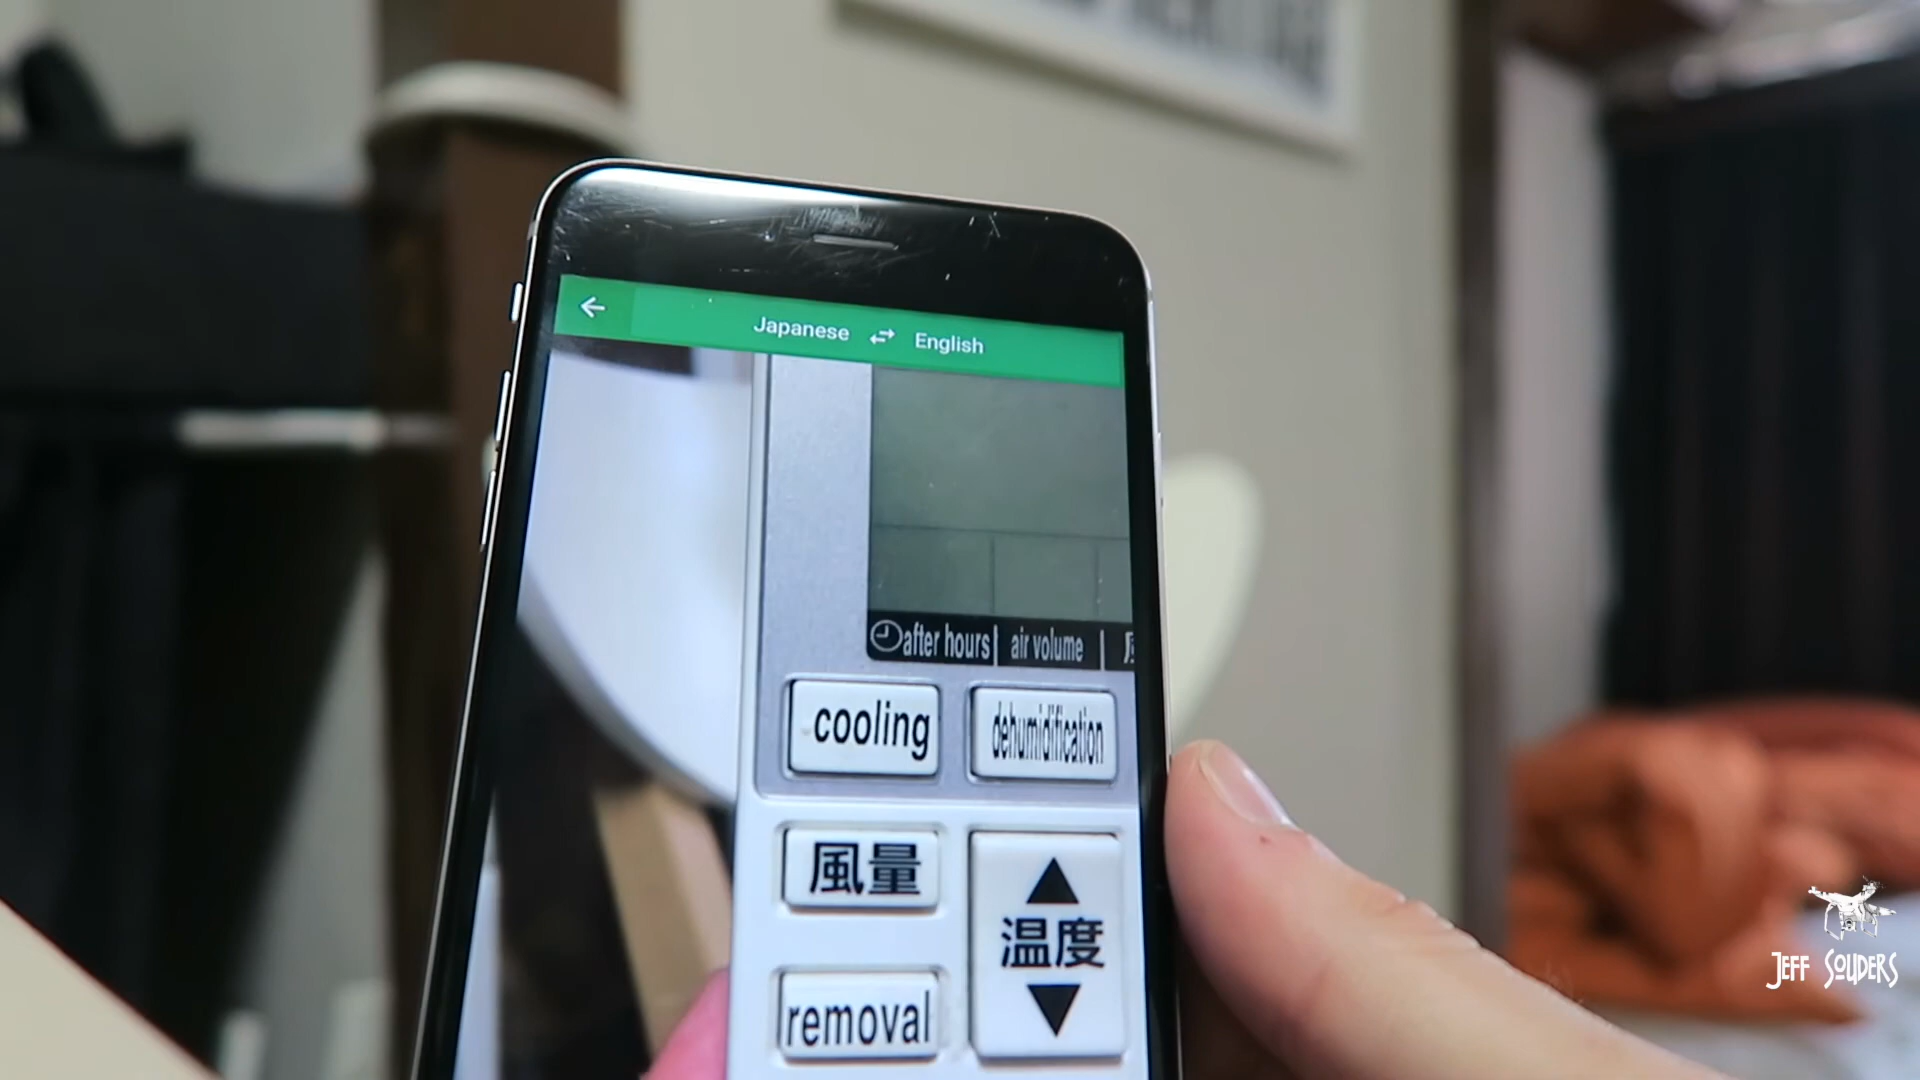 Japanese English
after hours | air volume |
cooling dehumidification
風量
温度
removal
JEFF SOUDERS